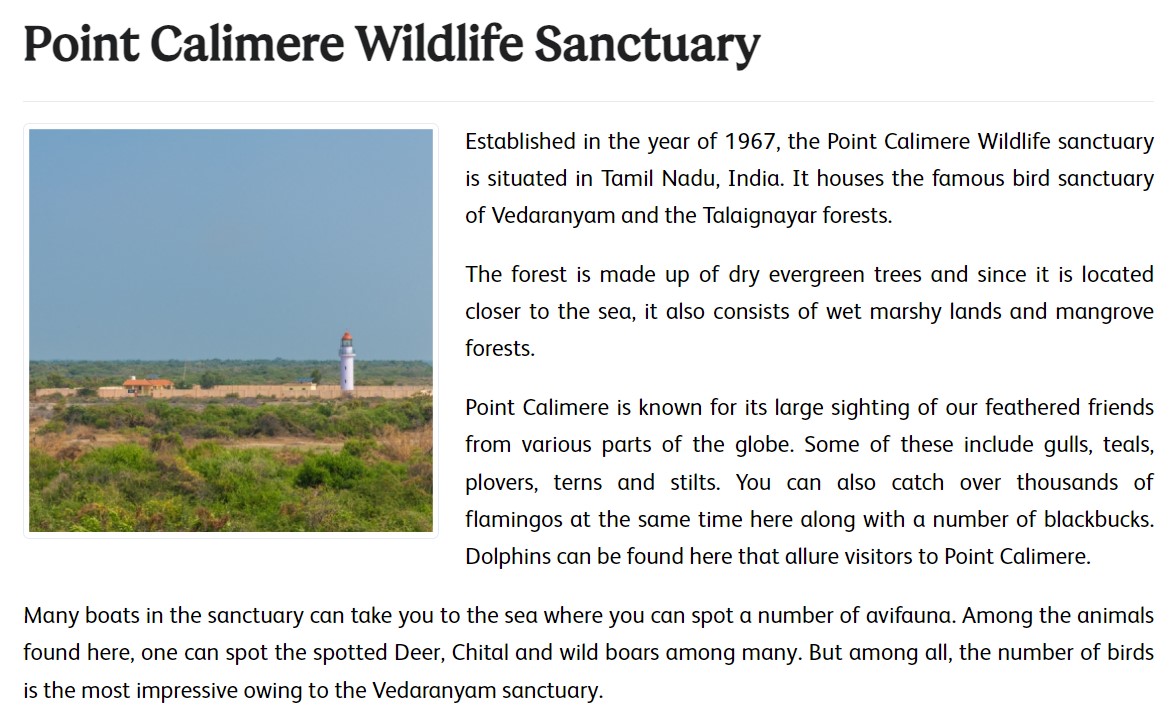 Point Calimere Wildlife Sanctuary
Established in the year of 1967, the Point Calimere Wildlife sanctuary
is situated in Tamil Nadu, India. It houses the famous bird sanctuary
of Vedaranyam and the Talaignayar forests.
The forest is made up of dry evergreen trees and since it is located
closer to the sea, it also consists of wet marshy lands and mangrove
forests.
Point Calimere is known for its large sighting of our feathered friends
from various parts of the globe. Some of these include gulls, teals,
plovers, terns and stilts. You can also catch over thousands of
flamingos at the same time here along with a number of blackbucks.
Dolphins can be found here that allure visitors to Point Calimere.
Many boats in the sanctuary can take you to the sea where you can spot a number of avifauna. Among the animals
found here, one can spot the spotted Deer, Chital and wild boars among many. But among all, the number of birds
is the most impressive owing to the Vedaranyam sanctuary.